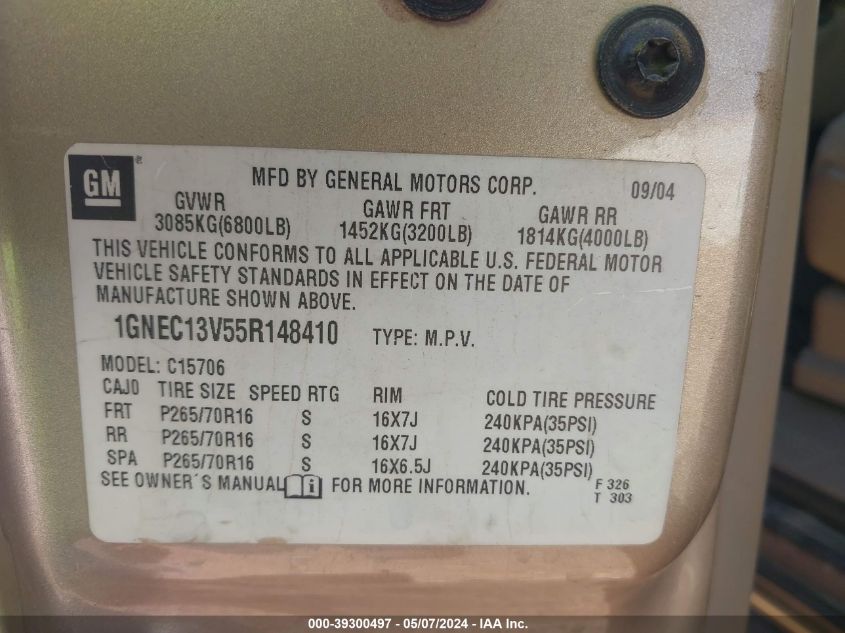 GM ®
MFD BY GENERAL MOTORS CORP. 09/04
GVWR GAWR FRT GAWR RR
3085KG(6800LB) 1452KG(3200LB) 1814KG(4000LB)
THIS VEHICLE CONFORMS TO ALL APPLICABLE U.S. FEDERAL MOTOR
VEHICLE SAFETY STANDARDS IN EFFECT ON THE DATE OF
MANUFACTURE SHOWN ABOVE.
1GNEC13V55R148410 TYPE: M.P.V.
MODEL: C15706
CAJO TIRE SIZE SPEED RTG RIM COLD TIRE PRESSURE
FRT P265/70R16 S 16X7J 240KPA(35PSI)
RR P265/70R16 S 16X7J 240KPA(35PSI)
SPA P265/70R16 S 16X6.5J 240KPA(35PSI)
SEE OWNER´S MANUAL i FOR MORE INFORMATION. F 326
T 303
000-39300497 - 05/07/2024 - IAA Inc.